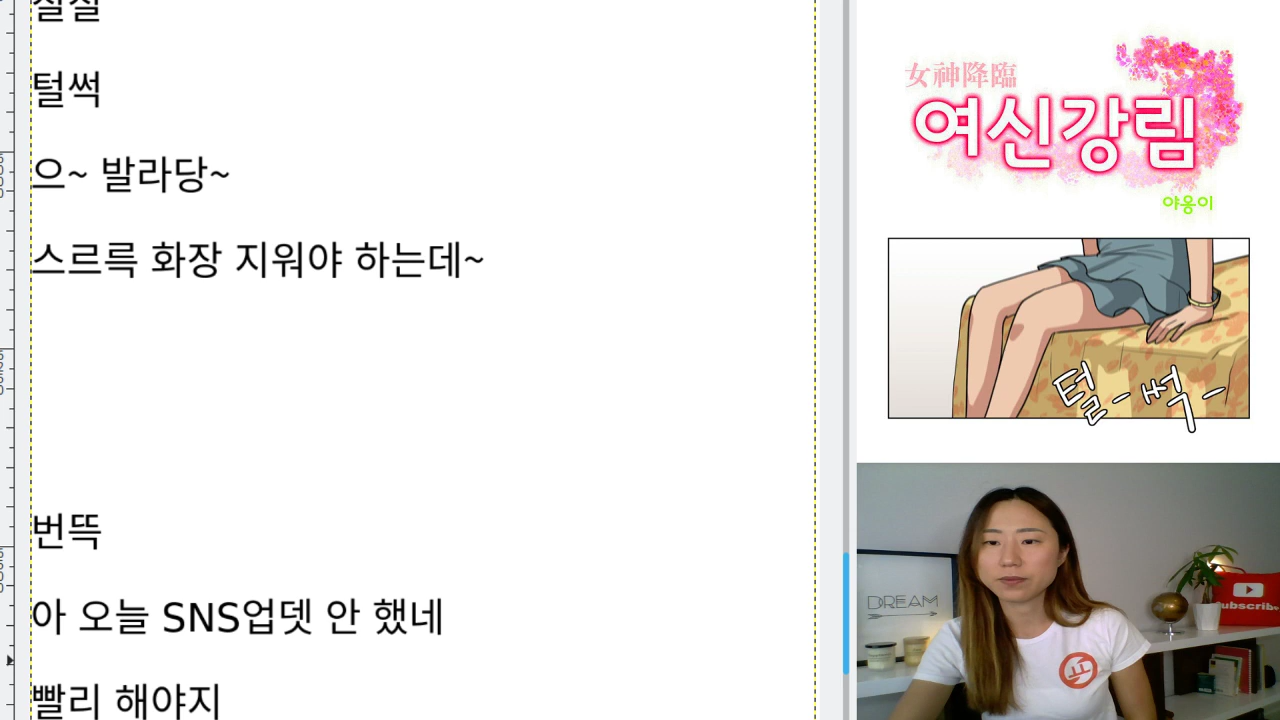 질질
털썩
으~ 발라당~
스르륵 화장 지워야 하는데~
번뜩
아 오늘 SNS업뎃 안 했네
빨리 해야지
女神降臨
여신강림
야옹이
털-썩-
DREAM
Subscribe